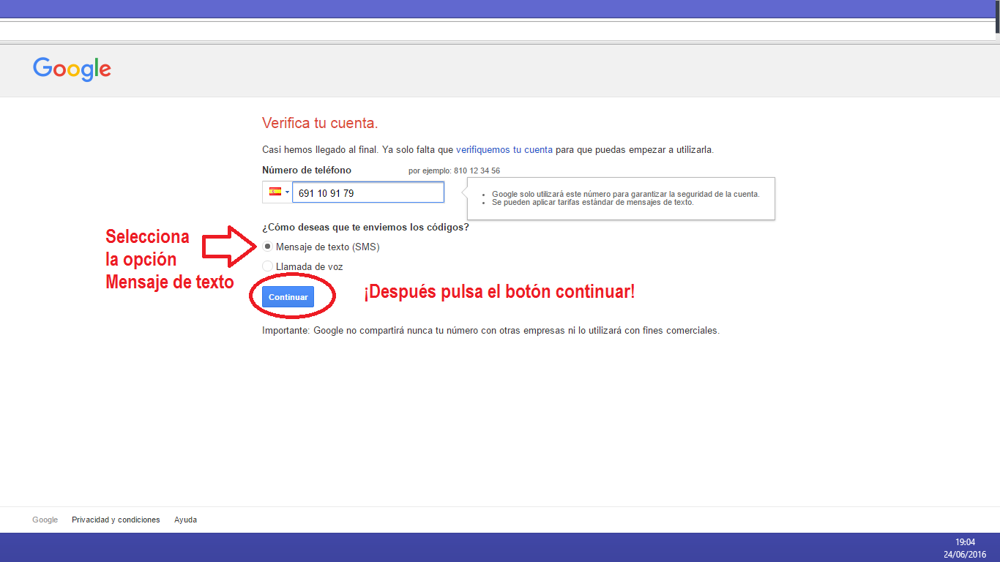 Google
Verifica tu cuenta.
Casi hemos llegado al final. Ya solo falta que verifiquemos tu cuenta para que puedas empezar a utilizarla.
Número de teléfono por ejemplo: 810 12 34 56
691 10 91 79
Google solo utilizará este número para garantizar la seguridad de la cuenta.
Se pueden aplicar tarifas estándar de mensajes de texto.
¿Cómo deseas que te enviemos los códigos?
Selecciona
la opción
Mensaje de texto
Mensaje de texto (SMS)
Llamada de voz
Continuar
¡Después pulsa el botón continuar!
Importante: Google no compartirá nunca tu número con otras empresas ni lo utilizará con fines comerciales.
Google Privacidad y condiciones Ayuda
19:04
24/06/2016